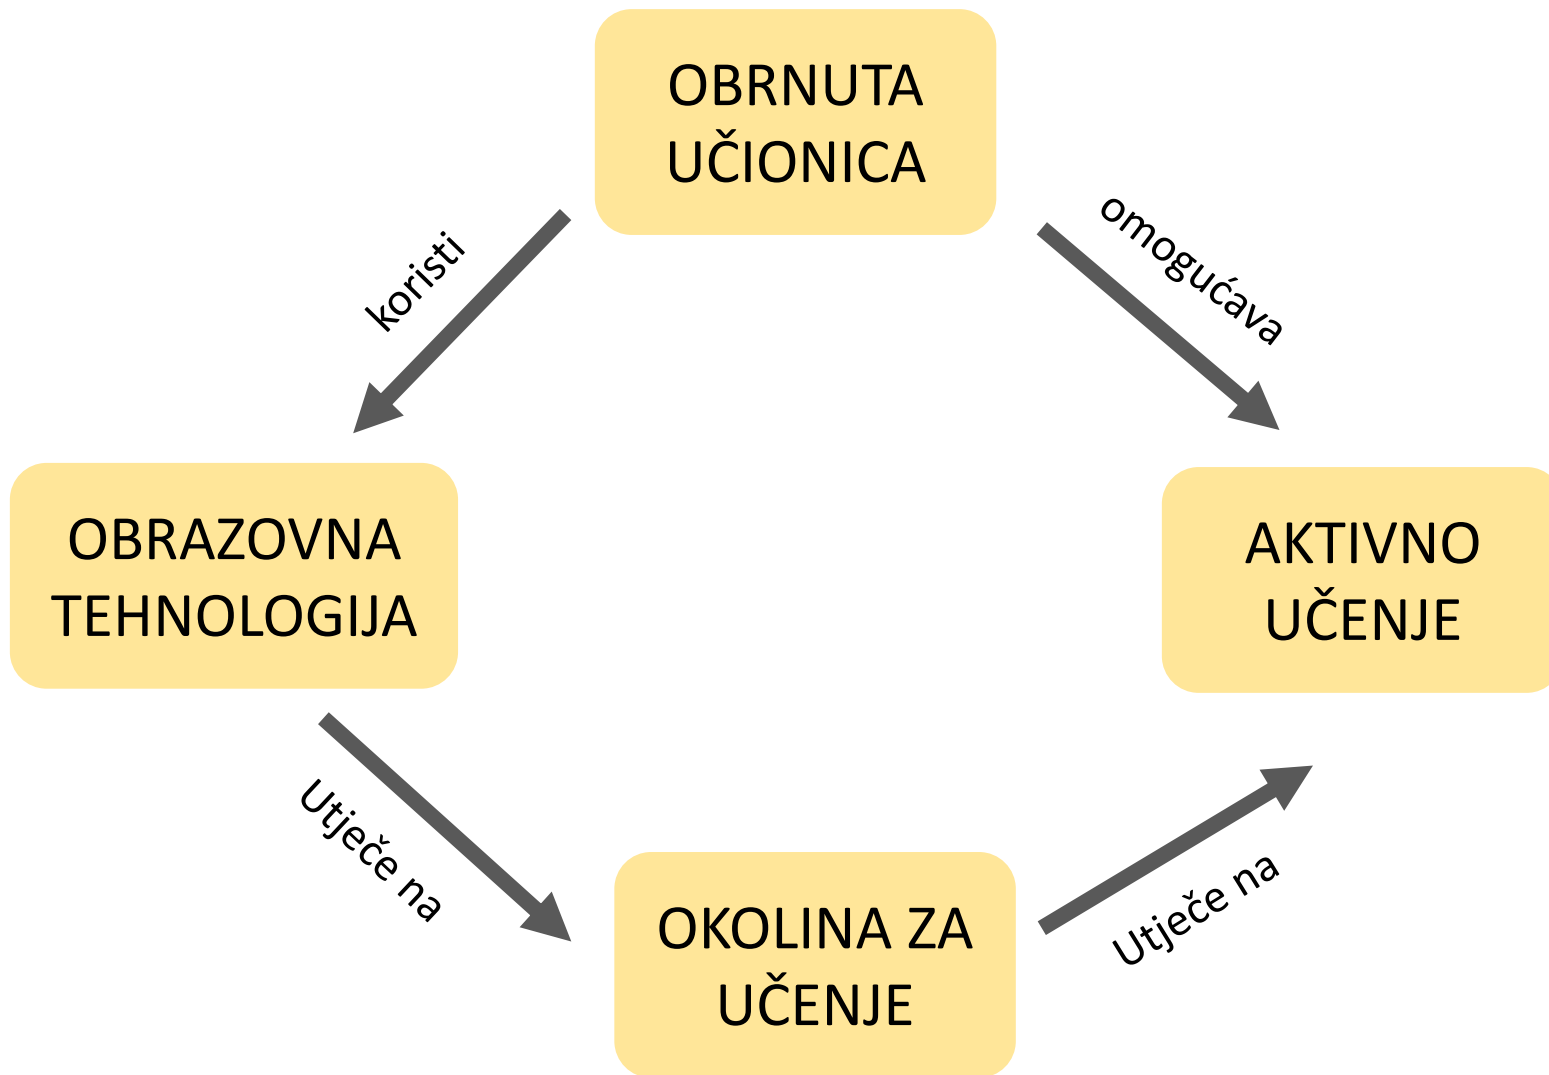 OBRNUTA
UČIONICA
koristi
omogućava
OBRAZOVNA
TEHNOLOGIJA
AKTIVNO
UČENJE
Utječe na
Utječe na
OKOLINA ZA
UČENJE